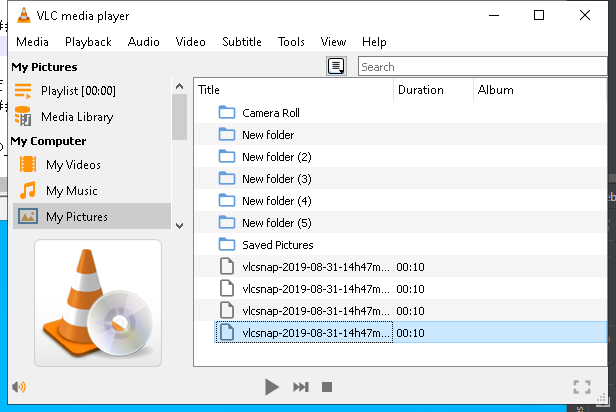 VLC media player
Media Playback Audio Video Subtitle Tools View Help
My Pictures
Search
Playlist [00:00]
Media Library
My Computer
My Videos
My Music
My Pictures
Title Duration Album
Camera Roll
New folder
New folder (2)
New folder (3)
New folder (4)
New folder (5)
Saved Pictures
vlcsnap-2019-08-31-14h47m... 00:10
vlcsnap-2019-08-31-14h47m... 00:10
vlcsnap-2019-08-31-14h47m... 00:10
vlcsnap-2019-08-31-14h47m... 00:10